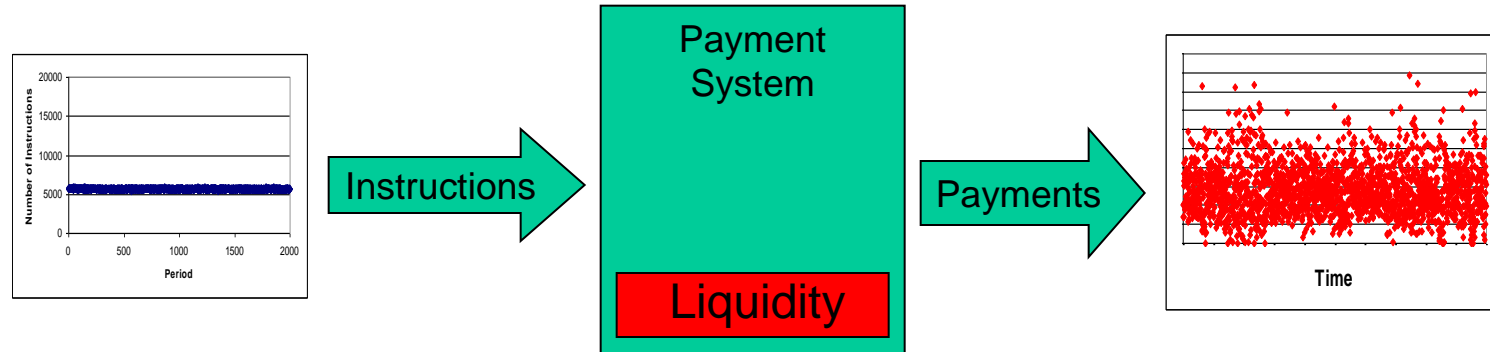 20000
15000
10000
5000
0
Number of Instructions
0 500 1000 1500 2000
Period
Instructions
Payment
System
Liquidity
Payments
Time